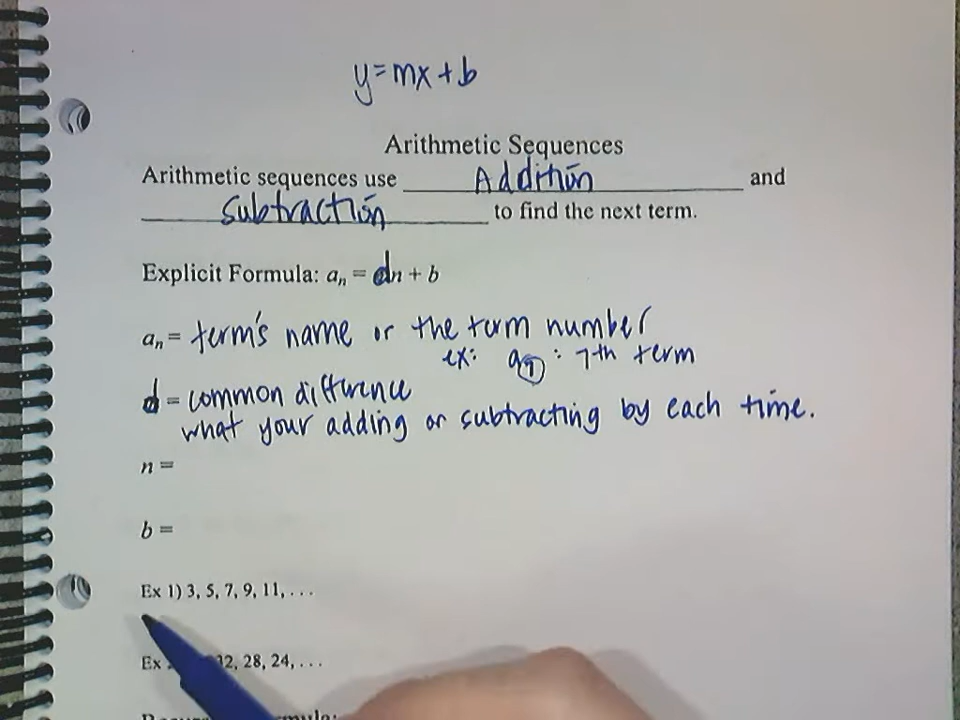 y=mx+b
Arithmetic Sequences
Arithmetic sequences use Addition and
Subtraction to find the next term.
Explicit Formula: aₙ = dn + b
aₙ = term's name or the term number
ex: a₇ : 7th term
d = common difference
what your adding or subtracting by each time.
n =
b =
Ex 1) 3, 5, 7, 9, 11, . . .
Ex 28, 24, . . .